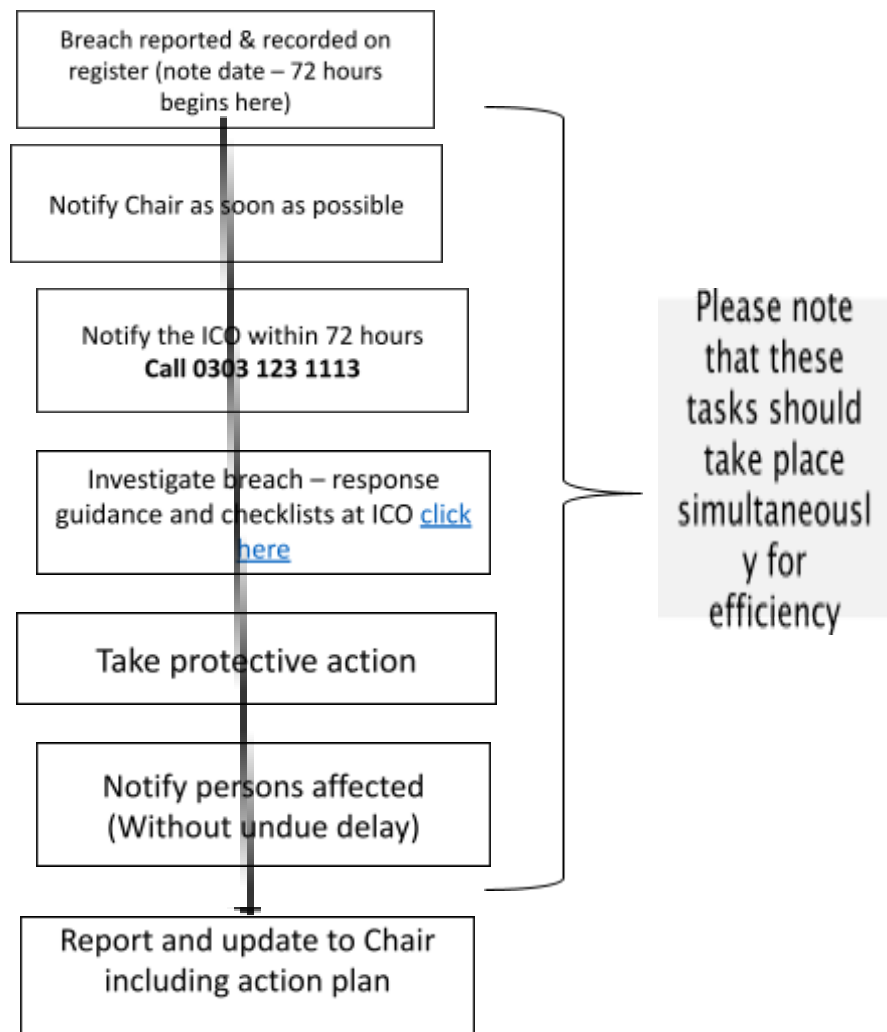 Breach reported & recorded on
register (note date – 72 hours
begins here)
Notify Chair as soon as possible
Notify the ICO within 72 hours
Call 0303 123 1113
Investigate breach – response
guidance and checklists at ICO click
here
Take protective action
Notify persons affected
(Without undue delay)
Report and update to Chair
including action plan
Please note
that these
tasks should
take place
simultaneousl
y for
efficiency